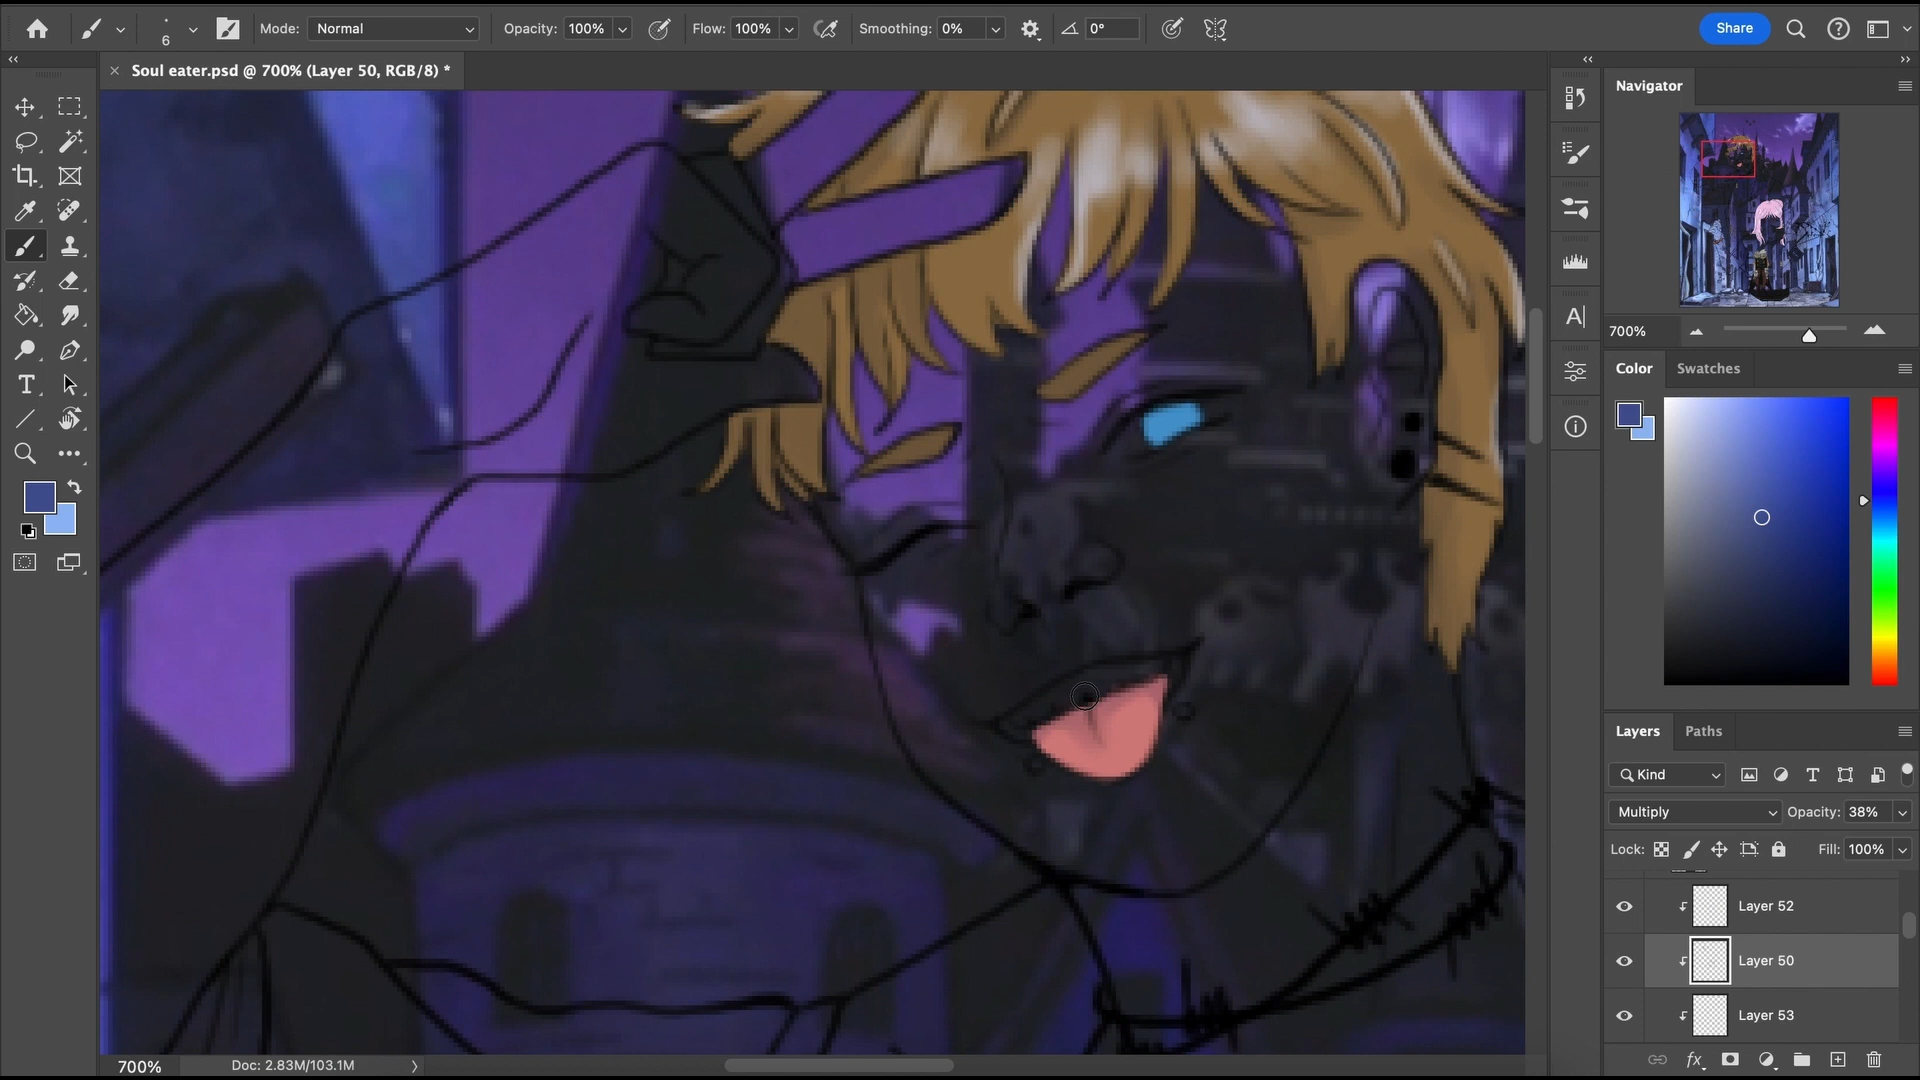 6
Mode: Normal
Opacity: 100%
Flow: 100%
Smoothing: 0%
0°
Share
Soul eater.psd @ 700% (Layer 50, RGB/8) *
Navigator
700%
Color Swatches
Layers Paths
Kind
Multiply
Opacity: 38%
Lock:
Fill: 100%
Layer 52
Layer 50
Layer 53
700%
Doc: 2.83M/103.1M